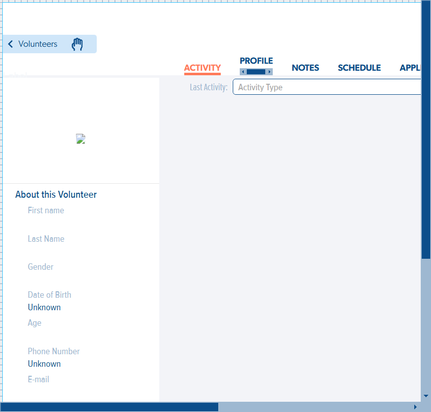 Volunteers
ACTIVITY PROFILE NOTES SCHEDULE APPL
Last Activity: Activity Type
About this Volunteer
First name
Last Name
Gender
Date of Birth
Unknown
Age
Phone Number
Unknown
E-mail